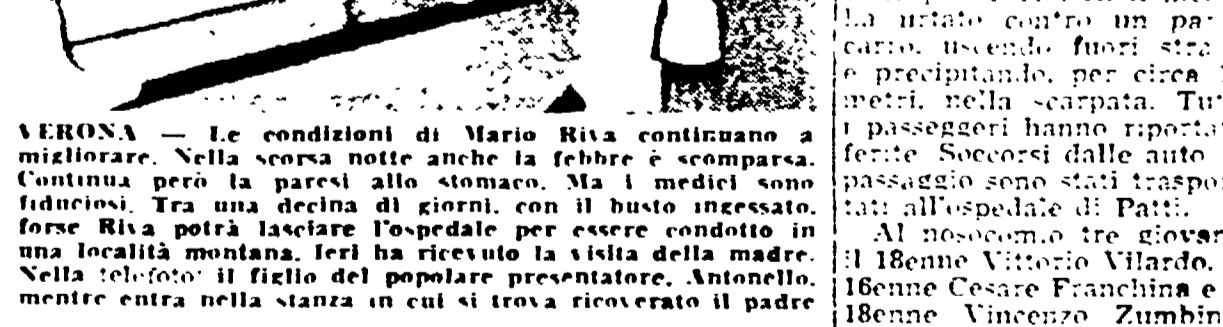 VERONA — Le condizioni di Mario Riva continuano a
migliorare. Nella scorsa notte anche la febbre è scomparsa.
Continua però la paresi allo stomaco. Ma i medici sono
fiduciosi. Tra una decina di giorni, con il busto ingessato,
forse Riva potrà lasciare l'ospedale per essere condotto in
una località montana. Ieri ha ricevuto la visita della madre.
Nella telefoto: il figlio del popolare presentatore, Antonello,
mentre entra nella stanza in cui si trova ricoverato il padre
ha urtato contro un pa-
carro, uscendo fuori stra
e precipitando, per circa
metri, nella scarpata. Tut
i passeggeri hanno riporta
ferite. Soccorsi dalle auto
passaggio sono stati traspor
tati all'ospedale di Patti.
Al nosocomio tre giovan
il 18enne Vittorio Vilardo,
16enne Cesare Franchina e
18enne Vincenzo Zumbin